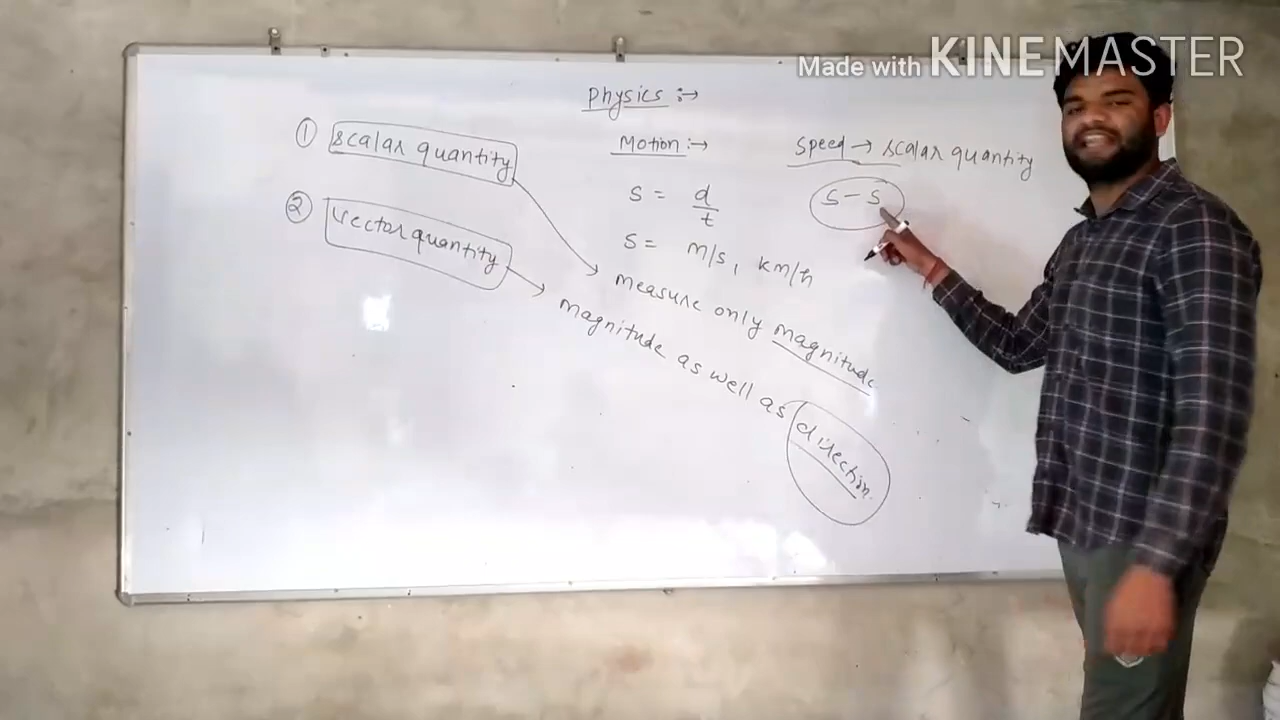 Made with KINEMASTER
Physics :→
① scalar quantity
Motion :→
Speed → scalar quantity
S = d/t
S – S
② vector quantity
S = m/s, km/h
measure only magnitude
magnitude as well as direction.